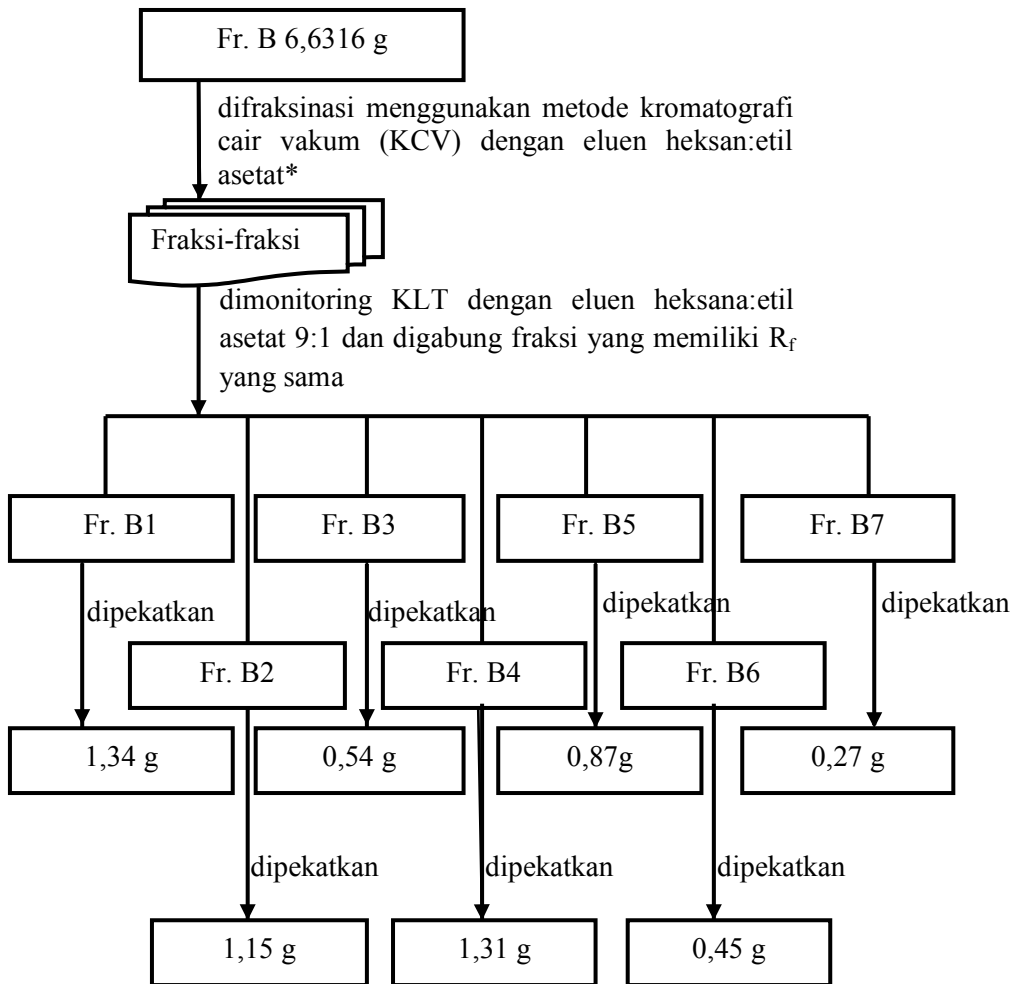 Fr. B 6,6316 g
difraksinasi menggunakan metode kromatografi
cair vakum (KCV) dengan eluen heksan:etil
asetat*
Fraksi-fraksi
dimonitoring KLT dengan eluen heksana:etil
asetat 9:1 dan digabung fraksi yang memiliki Rf
yang sama
Fr. B1
Fr. B3
Fr. B5
Fr. B7
dipekatkan
dipekatkan
dipekatkan
dipekatkan
Fr. B2
Fr. B4
Fr. B6
1,34 g
0,54 g
0,87g
0,27 g
dipekatkan
dipekatkan
dipekatkan
1,15 g
1,31 g
0,45 g